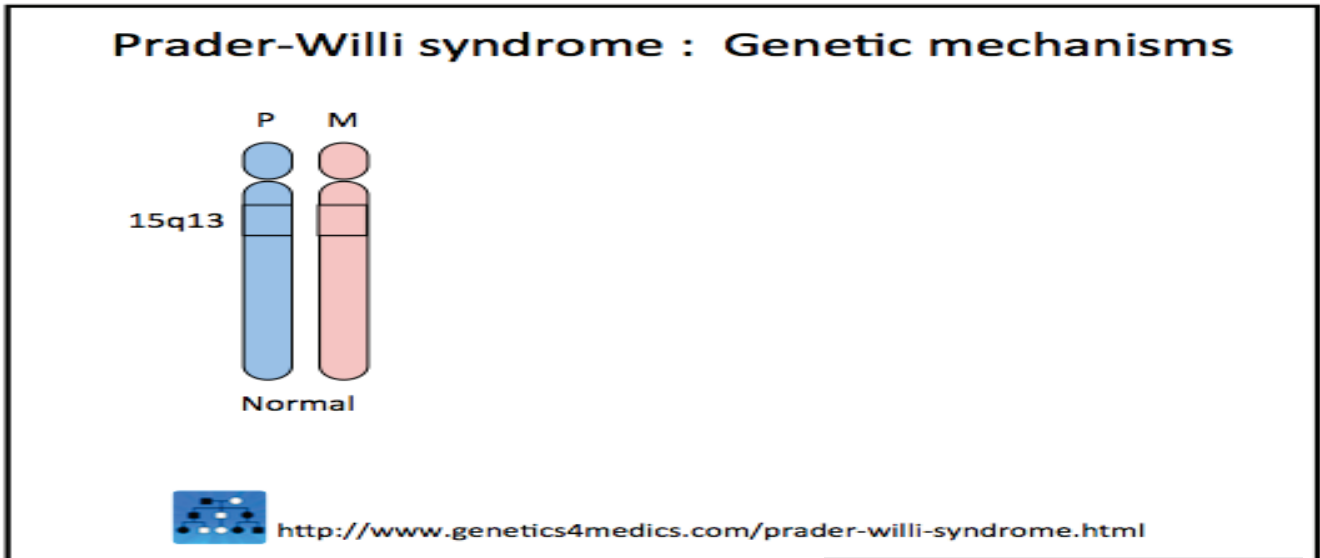 Prader-Willi syndrome : Genetic mechanisms
P M
15q13
Normal
http://www.genetics4medics.com/prader-willi-syndrome.html